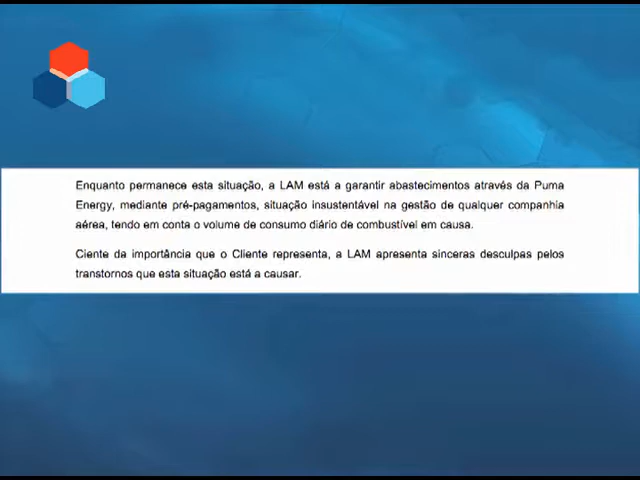 Enquanto permanece esta situação, a LAM está a garantir abastecimentos através da Puma
Energy, mediante pré-pagamentos, situação insustentável na gestão de qualquer companhia
aérea, tendo em conta o volume de consumo diário de combustível em causa.
Ciente da importância que o Cliente representa, a LAM apresenta sinceras desculpas pelos
transtornos que esta situação está a causar.